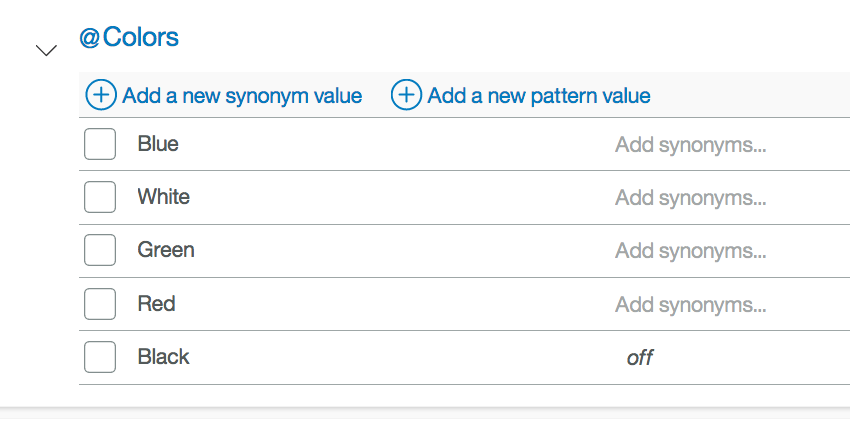 @Colors
Add a new synonym value Add a new pattern value
Blue Add synonyms...
White Add synonyms...
Green Add synonyms...
Red Add synonyms...
Black off